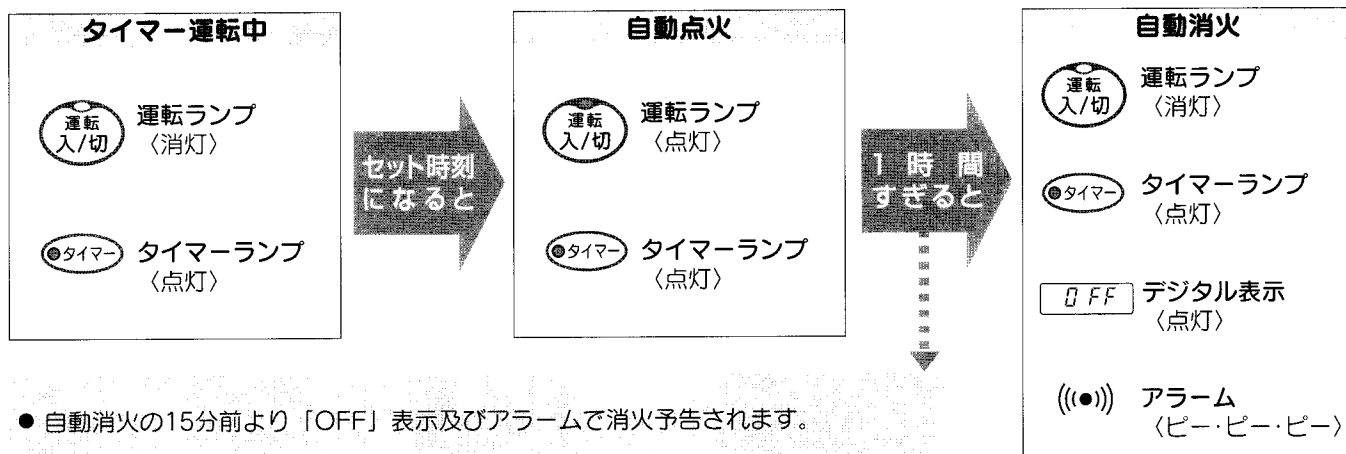 タイマー運転中
運転
入/切
運転ランプ
〈消灯〉
タイマー
タイマーランプ
〈点灯〉
セット時刻
になると
自動点火
運転
入/切
運転ランプ
〈点灯〉
タイマー
タイマーランプ
〈点灯〉
1時間
すぎると
自動消火
運転
入/切
運転ランプ
〈消灯〉
タイマー
タイマーランプ
〈点灯〉
OFF
デジタル表示
〈点灯〉
アラーム
〈ピー・ピー・ピー〉
● 自動消火の15分前より「OFF」表示及びアラームで消火予告されます。